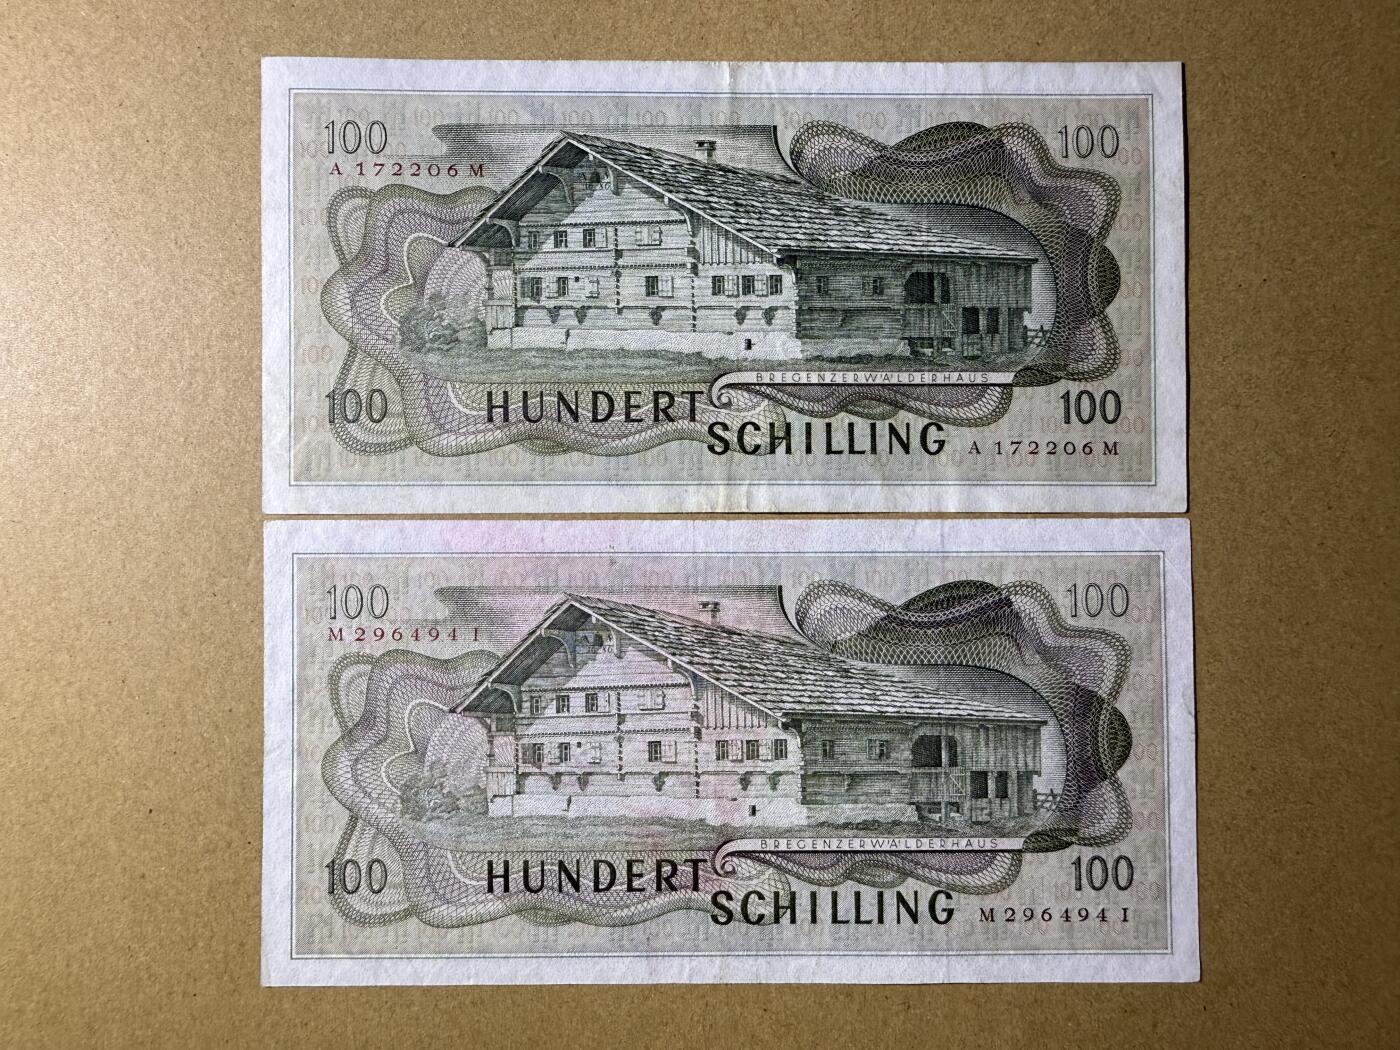 100 100
A 172206 M
BREGENZERWÄLDERHAUS
100 HUNDERT 100
SCHILLING A 172206 M
100 100
M 296494 I
BREGENZERWÄLDERHAUS
100 HUNDERT 100
SCHILLING M 296494 I